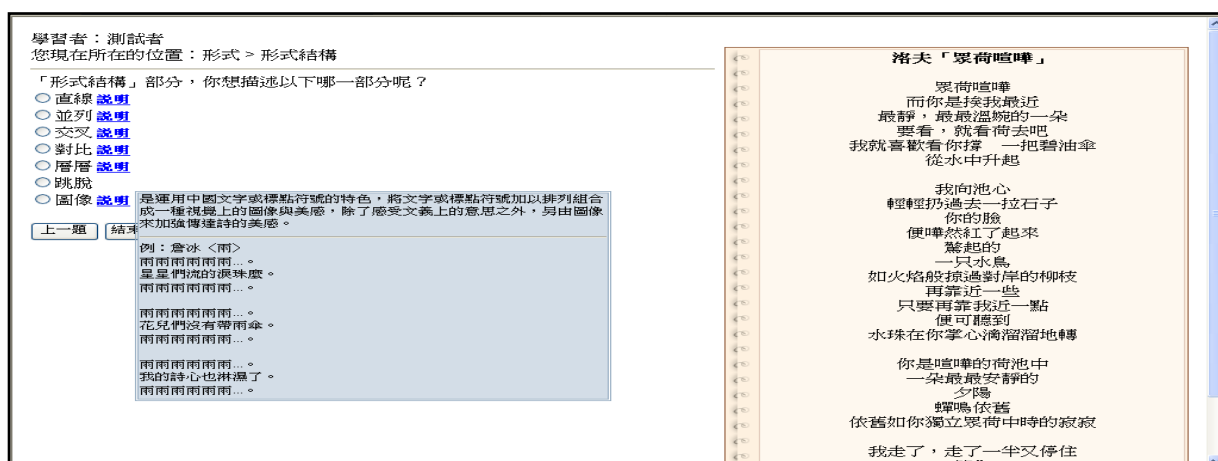 學習者：測試者
您現在所在的位置：形式 > 形式結構
「形式結構」部分，你想描述以下哪一部分呢？
直線 說明
並列 說明
交叉 說明
對比 說明
層層 說明
跳脫
圖像 說明
上一題 結束
是運用中國文字或標點符號的特色，將文字或標點符號加以排列組合
成一種視覺上的圖像與美感，除了感受文義上的意思之外，另由圖像
來加強傳達詩的美感。
例：詹冰〈雨〉
雨雨雨雨雨雨…。
星星們流的淚珠麼。
雨雨雨雨雨雨…。
雨雨雨雨雨雨…。
花兒們沒有帶雨傘。
雨雨雨雨雨雨…。
雨雨雨雨雨雨…。
我的詩心也淋濕了。
雨雨雨雨雨雨…。
洛夫「眾荷喧嘩」
眾荷喧嘩
而你是挨我最近
最靜，最最溫婉的一朵
要看，就看荷去吧
我就喜歡看你撐　一把碧油傘
從水中升起
我向池心
輕輕扔過去一拉石子
你的臉
便嘩然紅了起來
驚起的
一只水鳥
如火焰般掠過對岸的柳枝
再靠近一些
只要再靠我近一點
便可聽到
水珠在你掌心滴溜溜地轉
你是喧嘩的荷池中
一朵最最安靜的
夕陽
蟬鳴依舊
依舊如你獨立眾荷中時的寂寂
我走了，走了一半又停住